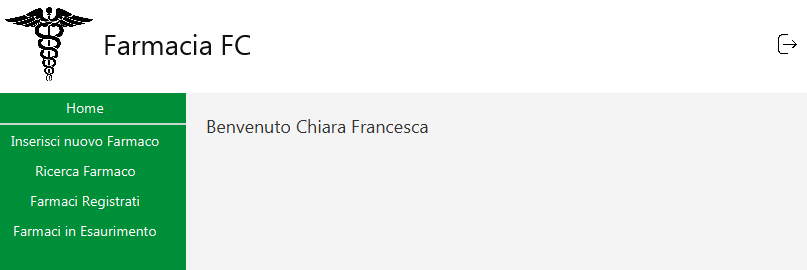 Farmacia FC
Home
Inserisci nuovo Farmaco
Ricerca Farmaco
Farmaci Registrati
Farmaci in Esaurimento
Benvenuto Chiara Francesca